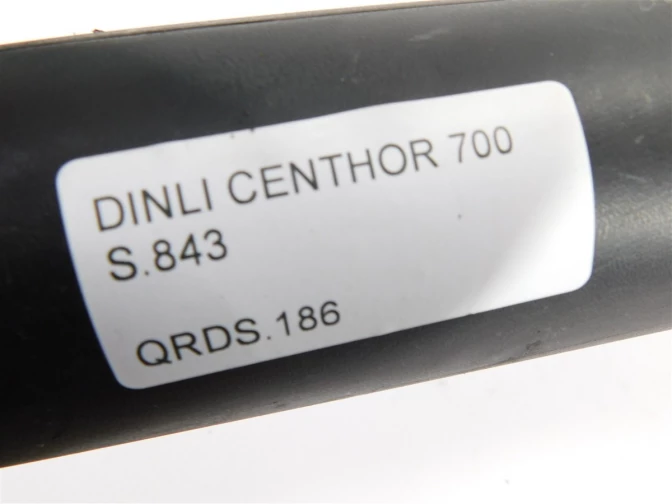 DINLI CENTHOR 700
S.843
QRDS.186